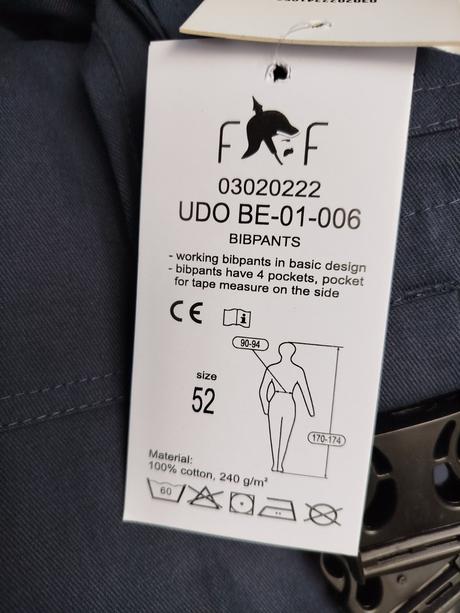 F F
03020222
UDO BE-01-006
BIBPANTS
- working bibpants in basic design
- bibpants have 4 pockets, pocket
for tape measure on the side
CE i
90-94
size
52
170-174
Material:
100% cotton, 240 g/m²
60